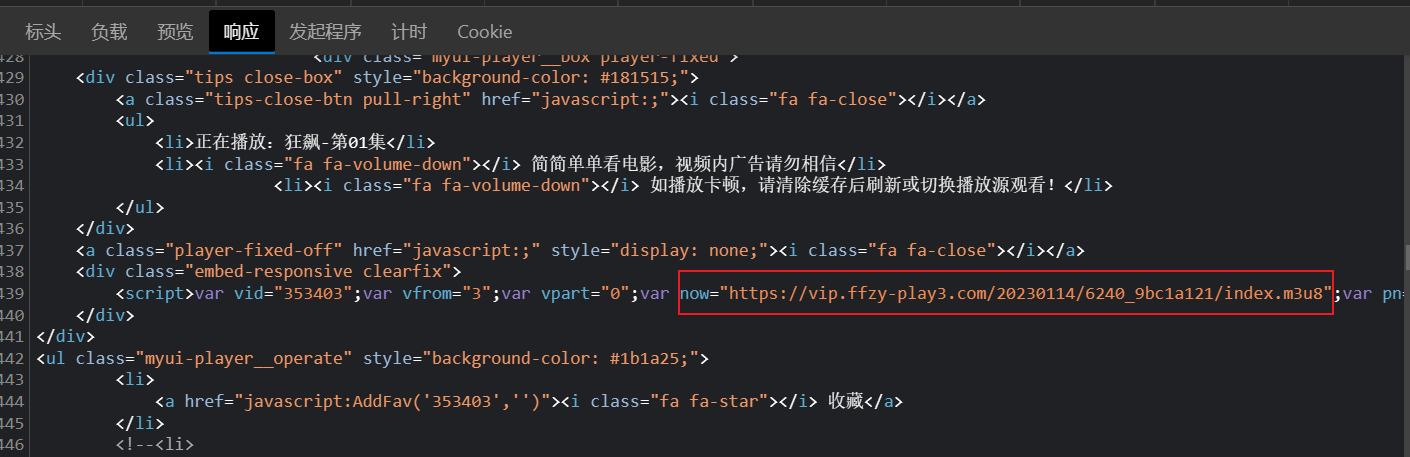 标头 负载 预览 响应 发起程序 计时 Cookie
428 <div class="myui-player__box player-fixed">
429 <div class="tips close-box" style="background-color: #181515;">
430 <a class="tips-close-btn pull-right" href="javascript:;"><i class="fa fa-close"></i></a>
431 <ul>
432 <li>正在播放：狂飙-第01集</li>
433 <li><i class="fa fa-volume-down"></i> 简简单单看电影，视频内广告请勿相信</li>
434 <li><i class="fa fa-volume-down"></i> 如播放卡顿，请清除缓存后刷新或切换播放源观看！</li>
435 </ul>
436 </div>
437 <a class="player-fixed-off" href="javascript:;" style="display: none;"><i class="fa fa-close"></i></a>
438 <div class="embed-responsive clearfix">
439 <script>var vid="353403";var vfrom="3";var vpart="0";var now="https://vip.ffzy-play3.com/20230114/6240_9bc1a121/index.m3u8";var pn=
440 </div>
441 </div>
442 <ul class="myui-player__operate" style="background-color: #1b1a25;">
443 <li>
444 <a href="javascript:AddFav('353403','')"><i class="fa fa-star"></i> 收藏</a>
445 </li>
446 <!--<li>